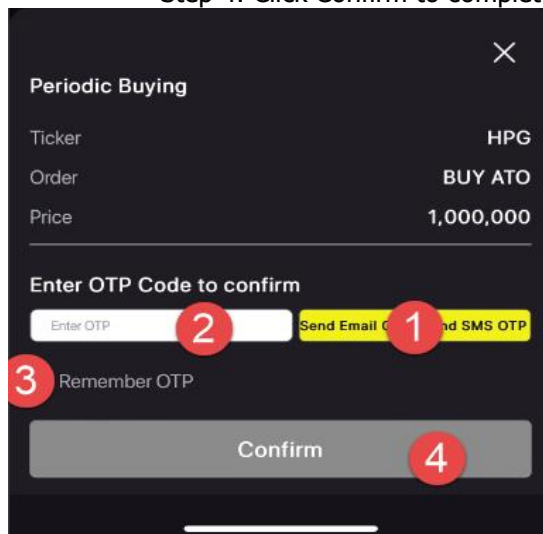 Step 4: Click Confirm to complet
Periodic Buying
Ticker HPG
Order BUY ATO
Price 1,000,000
Enter OTP Code to confirm
Enter OTP 2 Send Email 1 nd SMS OTP
3 Remember OTP
Confirm 4